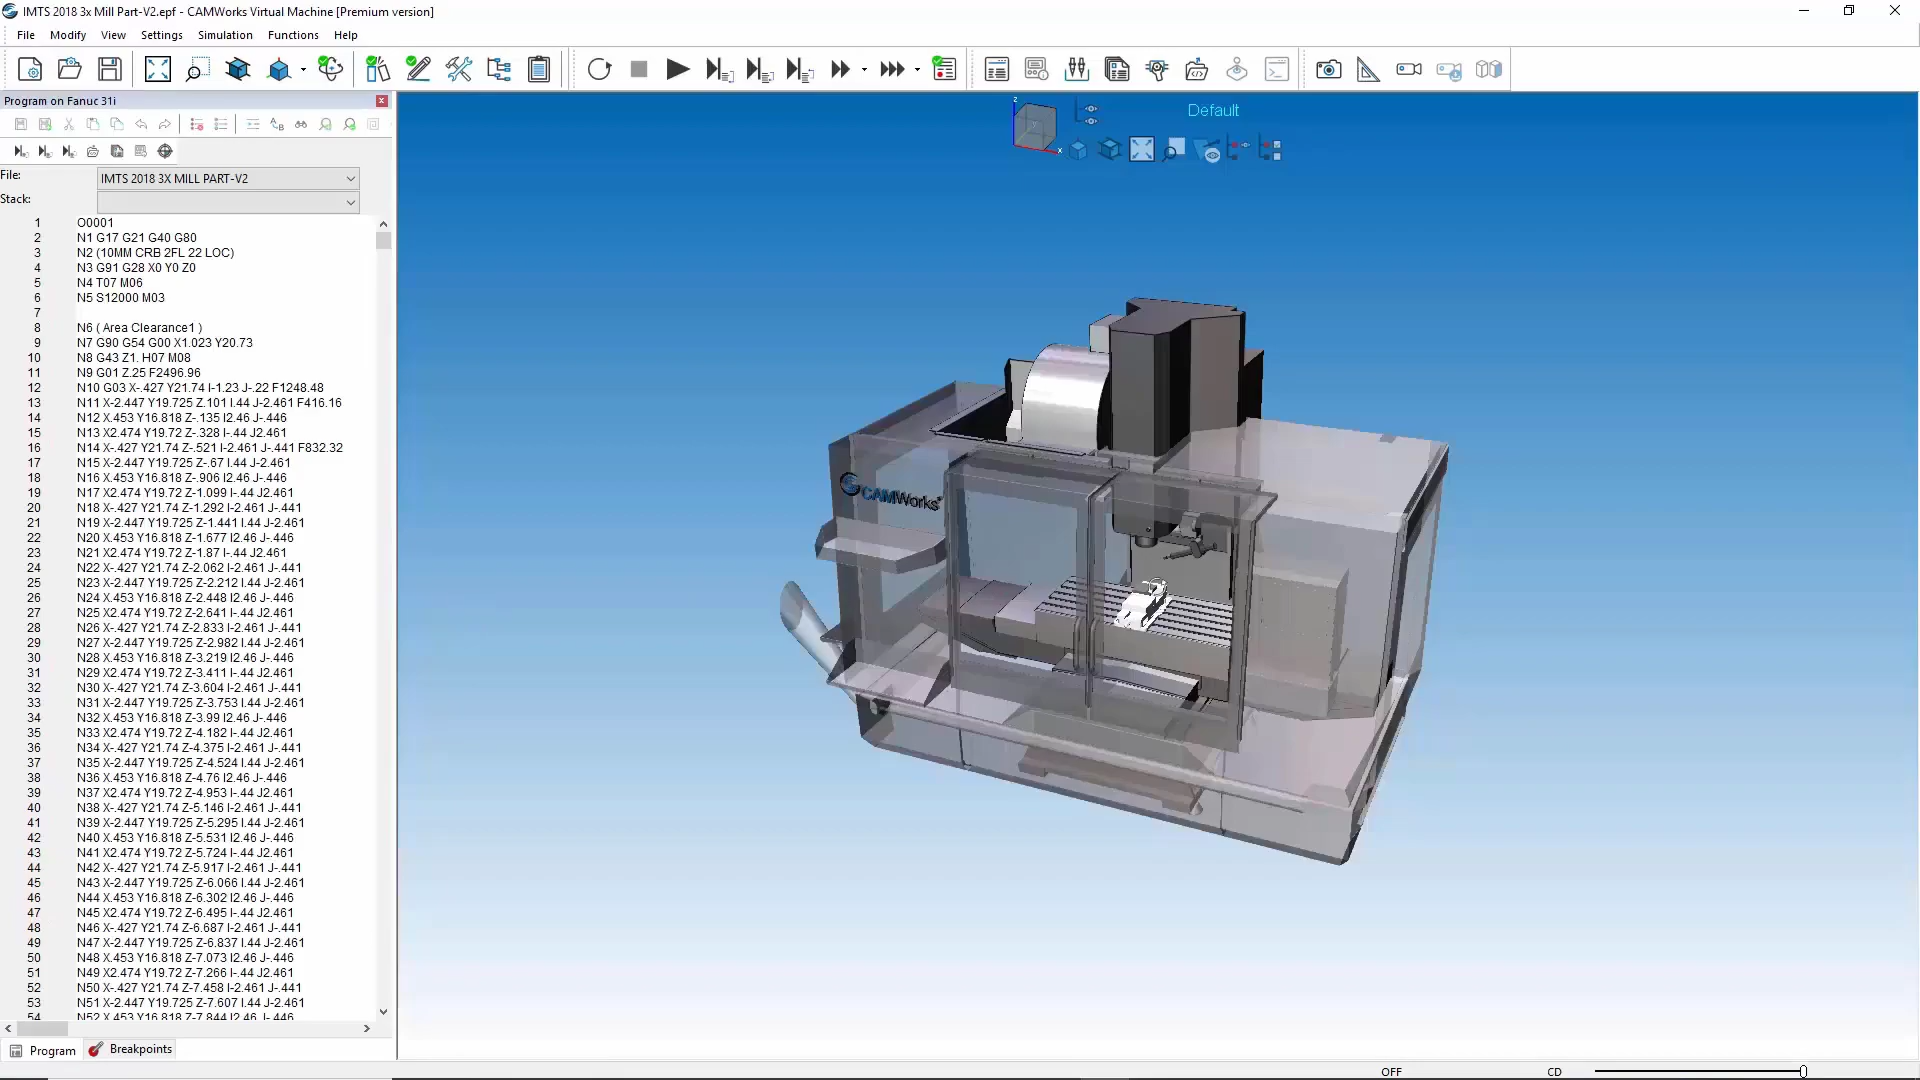 IMTS 2018 3x Mill Part-V2.epf - CAMWorks Virtual Machine [Premium version]
File Modify View Settings Simulation Functions Help
Program on Fanuc 31i
File: IMTS 2018 3X MILL PART-V2
Stack:
1 O0001
2 N1 G17 G21 G40 G80
3 N2 (10MM CRB 2FL 22 LOC)
4 N3 G91 G28 X0 Y0 Z0
5 N4 T07 M06
6 N5 S12000 M03
7
8 N6 ( Area Clearance1 )
9 N7 G90 G54 G00 X1.023 Y20.73
10 N8 G43 Z1. H07 M08
11 N9 G01 Z.25 F2496.96
12 N10 G03 X-.427 Y21.74 I-1.23 J-.22 F1248.48
13 N11 X-2.447 Y19.725 Z.101 I.44 J-2.461 F416.16
14 N12 X.453 Y16.818 Z-.135 I2.46 J-.446
15 N13 X2.474 Y19.72 Z-.328 I-.44 J2.461
16 N14 X-.427 Y21.74 Z-.521 I-2.461 J-.441 F832.32
17 N15 X-2.447 Y19.725 Z-.67 I.44 J-2.461
18 N16 X.453 Y16.818 Z-.906 I2.46 J-.446
19 N17 X2.474 Y19.72 Z-1.099 I-.44 J2.461
20 N18 X-.427 Y21.74 Z-1.292 I-2.461 J-.441
21 N19 X-2.447 Y19.725 Z-1.441 I.44 J-2.461
22 N20 X.453 Y16.818 Z-1.677 I2.46 J-.446
23 N21 X2.474 Y19.72 Z-1.87 I-.44 J2.461
24 N22 X-.427 Y21.74 Z-2.062 I-2.461 J-.441
25 N23 X-2.447 Y19.725 Z-2.212 I.44 J-2.461
26 N24 X.453 Y16.818 Z-2.448 I2.46 J-.446
27 N25 X2.474 Y19.72 Z-2.641 I-.44 J2.461
28 N26 X-.427 Y21.74 Z-2.833 I-2.461 J-.441
29 N27 X-2.447 Y19.725 Z-2.982 I.44 J-2.461
30 N28 X.453 Y16.818 Z-3.219 I2.46 J-.446
31 N29 X2.474 Y19.72 Z-3.411 I-.44 J2.461
32 N30 X-.427 Y21.74 Z-3.604 I-2.461 J-.441
33 N31 X-2.447 Y19.725 Z-3.753 I.44 J-2.461
34 N32 X.453 Y16.818 Z-3.99 I2.46 J-.446
35 N33 X2.474 Y19.72 Z-4.182 I-.44 J2.461
36 N34 X-.427 Y21.74 Z-4.375 I-2.461 J-.441
37 N35 X-2.447 Y19.725 Z-4.524 I.44 J-2.461
38 N36 X.453 Y16.818 Z-4.76 I2.46 J-.446
39 N37 X2.474 Y19.72 Z-4.953 I-.44 J2.461
40 N38 X-.427 Y21.74 Z-5.146 I-2.461 J-.441
41 N39 X-2.447 Y19.725 Z-5.295 I.44 J-2.461
42 N40 X.453 Y16.818 Z-5.531 I2.46 J-.446
43 N41 X2.474 Y19.72 Z-5.724 I-.44 J2.461
44 N42 X-.427 Y21.74 Z-5.917 I-2.461 J-.441
45 N43 X-2.447 Y19.725 Z-6.066 I.44 J-2.461
46 N44 X.453 Y16.818 Z-6.302 I2.46 J-.446
47 N45 X2.474 Y19.72 Z-6.495 I-.44 J2.461
48 N46 X-.427 Y21.74 Z-6.687 I-2.461 J-.441
49 N47 X-2.447 Y19.725 Z-6.837 I.44 J-2.461
50 N48 X.453 Y16.818 Z-7.073 I2.46 J-.446
51 N49 X2.474 Y19.72 Z-7.266 I-.44 J2.461
52 N50 X-.427 Y21.74 Z-7.458 I-2.461 J-.441
53 N51 X-2.447 Y19.725 Z-7.607 I.44 J-2.461
54 N52 X.453 Y16.818 Z-7.844 I2.46 J-.446
Program Breakpoints
Default
z
Y
x
CAMWorks
OFF CD